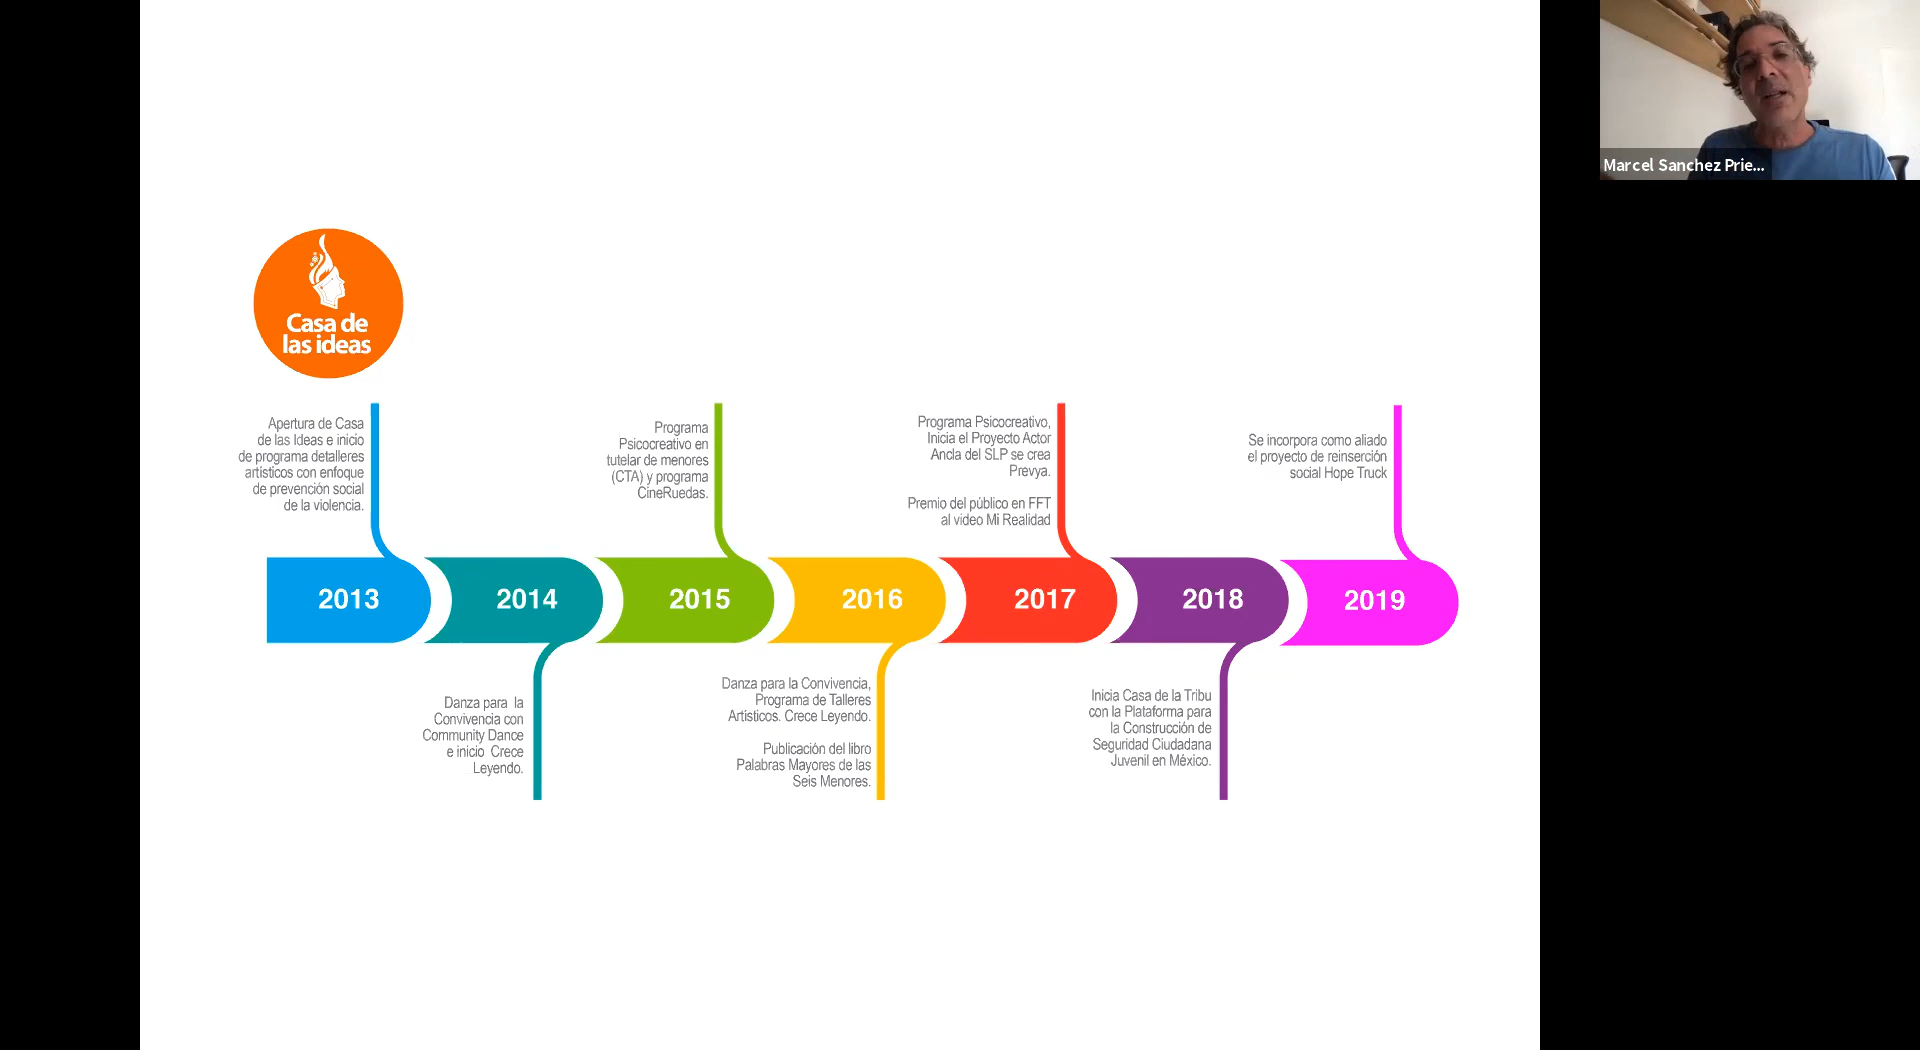 Marcel Sanchez Prie...
Casa de
las ideas
Apertura de Casa
de las Ideas e inicio
de programa detalleres
artísticos con enfoque
de prevención social
de la violencia.
Programa
Psicocreativo en
tutelar de menores
(CTA) y programa
CineRuedas.
Programa Psicocreativo,
Inicia el Proyecto Actor
Ancla del SLP se crea
Prevya.
Premio del público en FFT
al video Mi Realidad
Se incorpora como aliado
el proyecto de reinserción
social Hope Truck
2013
2014
2015
2016
2017
2018
2019
Danza para la
Convivencia con
Community Dance
e inicio Crece
Leyendo.
Danza para la Convivencia,
Programa de Talleres
Artísticos. Crece Leyendo.
Publicación del libro
Palabras Mayores de las
Seis Menores.
Inicia Casa de la Tribu
con la Plataforma para
la Construcción de
Seguridad Ciudadana
Juvenil en México.